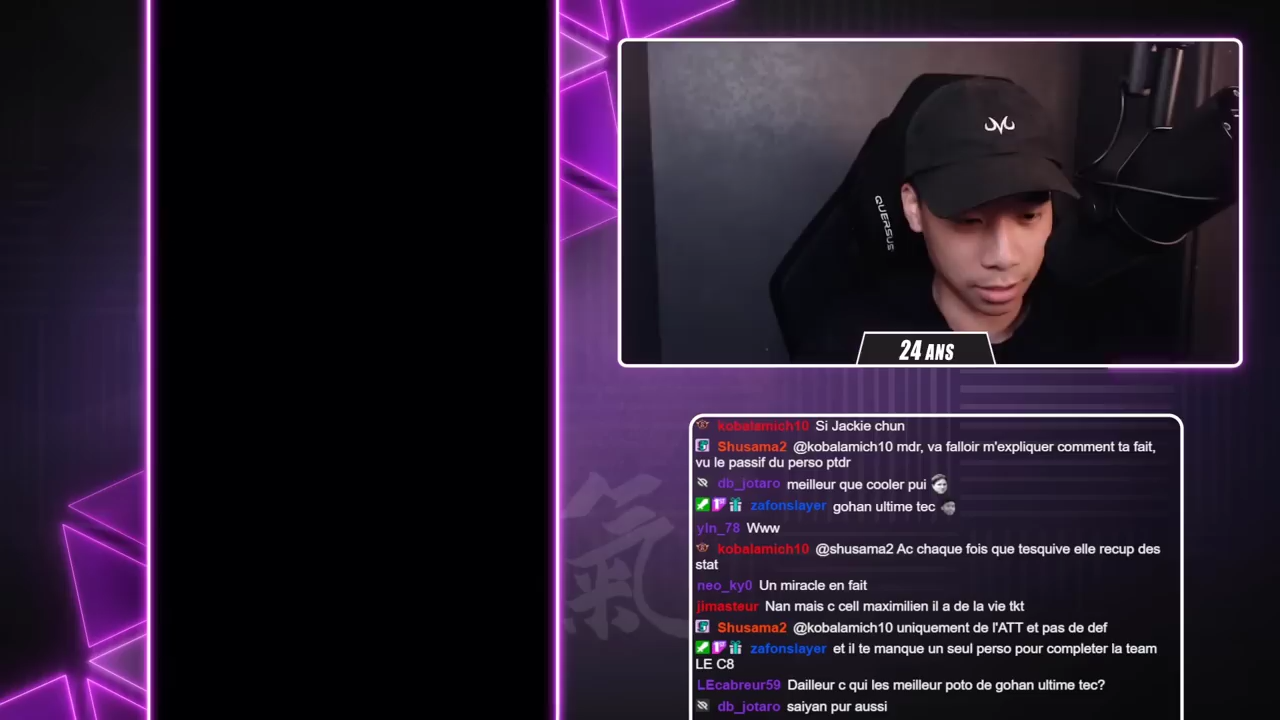 QUERSUS
24 ANS
kobalamich10 Si Jackie chun
Shusama2 @kobalamich10 mdr, va falloir m'expliquer comment ta fait,
vu le passif du perso ptdr
db_jotaro meilleur que cooler pui
zafonslayer gohan ultime tec
yln_78 Www
kobalamich10 @shusama2 Ac chaque fois que tesquive elle recup des
stat
neo_ky0 Un miracle en fait
jimasteur Nan mais c cell maximilien il a de la vie tkt
Shusama2 @kobalamich10 uniquement de l'ATT et pas de def
zafonslayer et il te manque un seul perso pour completer la team
LE C8
LEcabreur59 Dailleur c qui les meilleur poto de gohan ultime tec?
db_jotaro saiyan pur aussi
氣